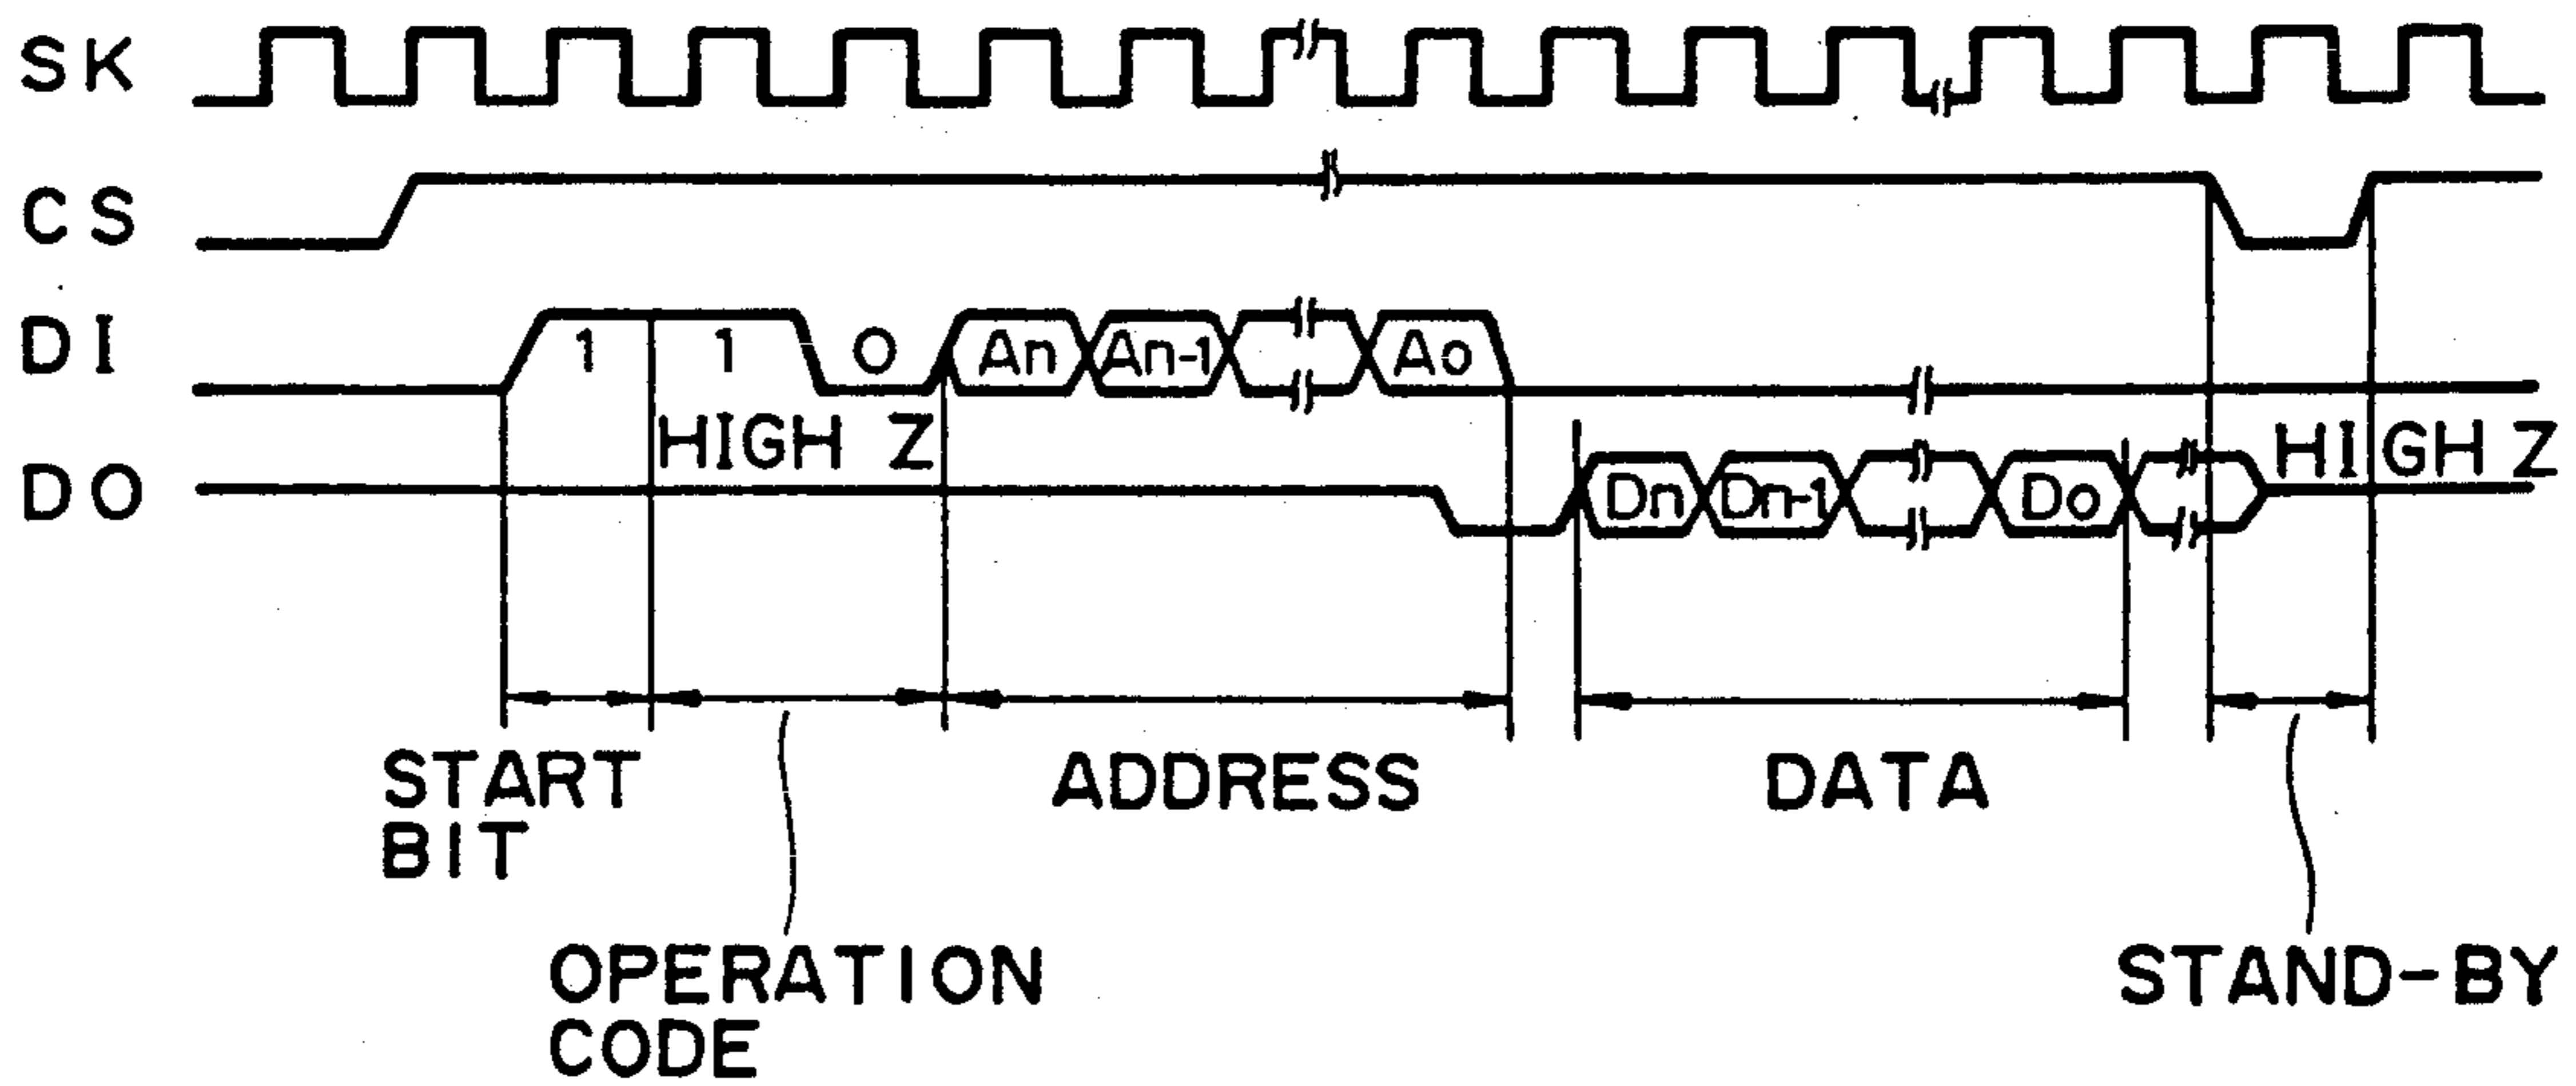 SK
CS
DI 1 1 0 An An-1 Ao
HIGH Z HIGH Z
DO Dn Dn-1 Do
START
BIT
ADDRESS
DATA
OPERATION
CODE
STAND-BY